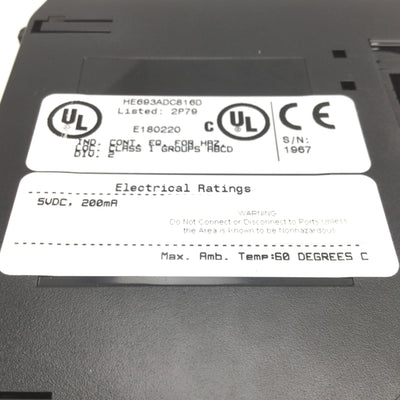 HE693ADC816D
Listed: 2P79
UL
E180220
C UL CE
IND. CONT. EQ. FOR HAZ.
LOC. CLASS I GROUPS ABCD
DIV. 2
S/N:
1967
Electrical Ratings
5VDC, 200mA
WARNING
Do Not Connect or Disconnect to Ports Unless
the Area is known to be Nonhazardous
Max. Amb. Temp:60 DEGREES C